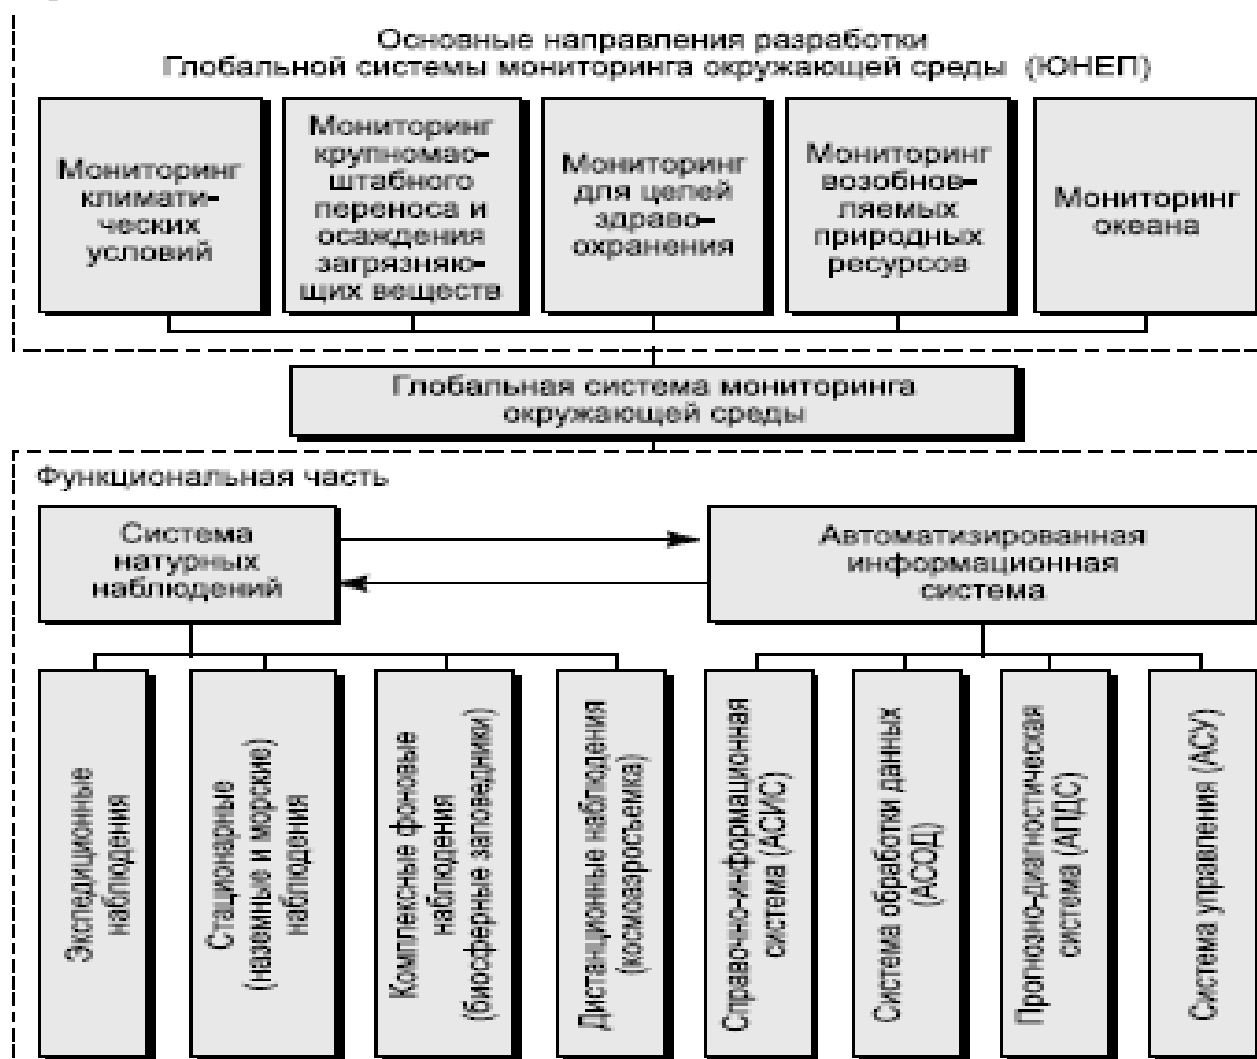 Основные направления разработки
Глобальной системы мониторинга окружающей среды (ЮНЕП)
Мониторинг
климати-
ческих
условий
Мониторинг
крупномас-
штабного
переноса и
осаждения
загрязняю-
щих веществ
Мониторинг
для целей
здраво-
охранения
Мониторинг
возобнов-
ляемых
природных
ресурсов
Мониторинг
океана
Глобальная система мониторинга
окружающей среды
Функциональная часть
Система
натурных
наблюдений
Автоматизированная
информационная
система
Экспедиционные
наблюдения
Стационарные
(наземные и морские)
наблюдения
Комплексные фоновые
наблюдения
(биосферные заповедники)
Дистанционные наблюдения
(космоаэросъемка)
Справочно-информационная
система (АСИС)
Система обработки данных
(АСОД)
Прогнозно-диагностическая
система (АПДС)
Система управления (АСУ)